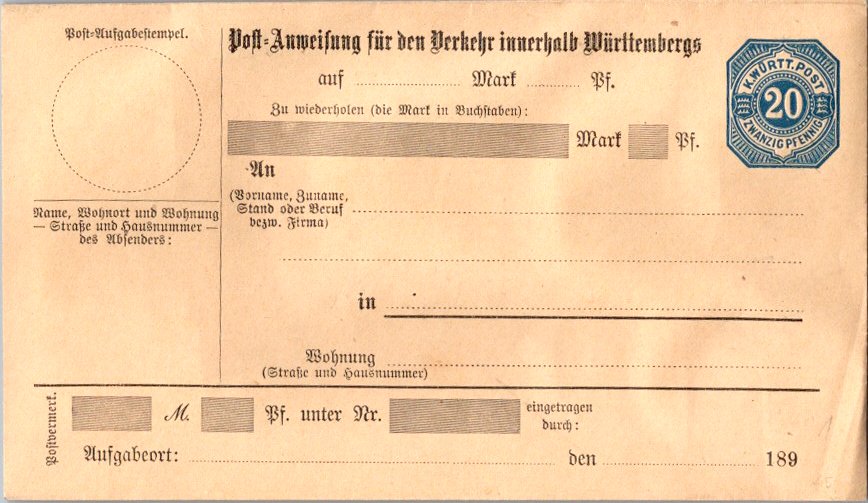 Post-Aufgabestempel.
Post-Anweisung für den Verkehr innerhalb Württembergs
auf Mark Pf.
Zu wiederholen (die Mark in Buchstaben):
Mark Pf.
K. WÜRTT. POST
20
ZWANZIG PFENNIG
An
(Vorname, Zuname,
Stand oder Beruf
bezw. Firma)
Name, Wohnort und Wohnung
— Straße und Hausnummer —
des Absenders:
in
Wohnung
(Straße und Hausnummer)
Postvermerk.
M. Pf. unter Nr. eingetragen
durch:
Aufgabeort: den 189